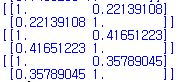 [[1.         0.22139108]
 [0.22139108 1.        ]]
[[1.         0.41651223]
 [0.41651223 1.        ]]
[[1.         0.35789045]
 [0.35789045 1.        ]]